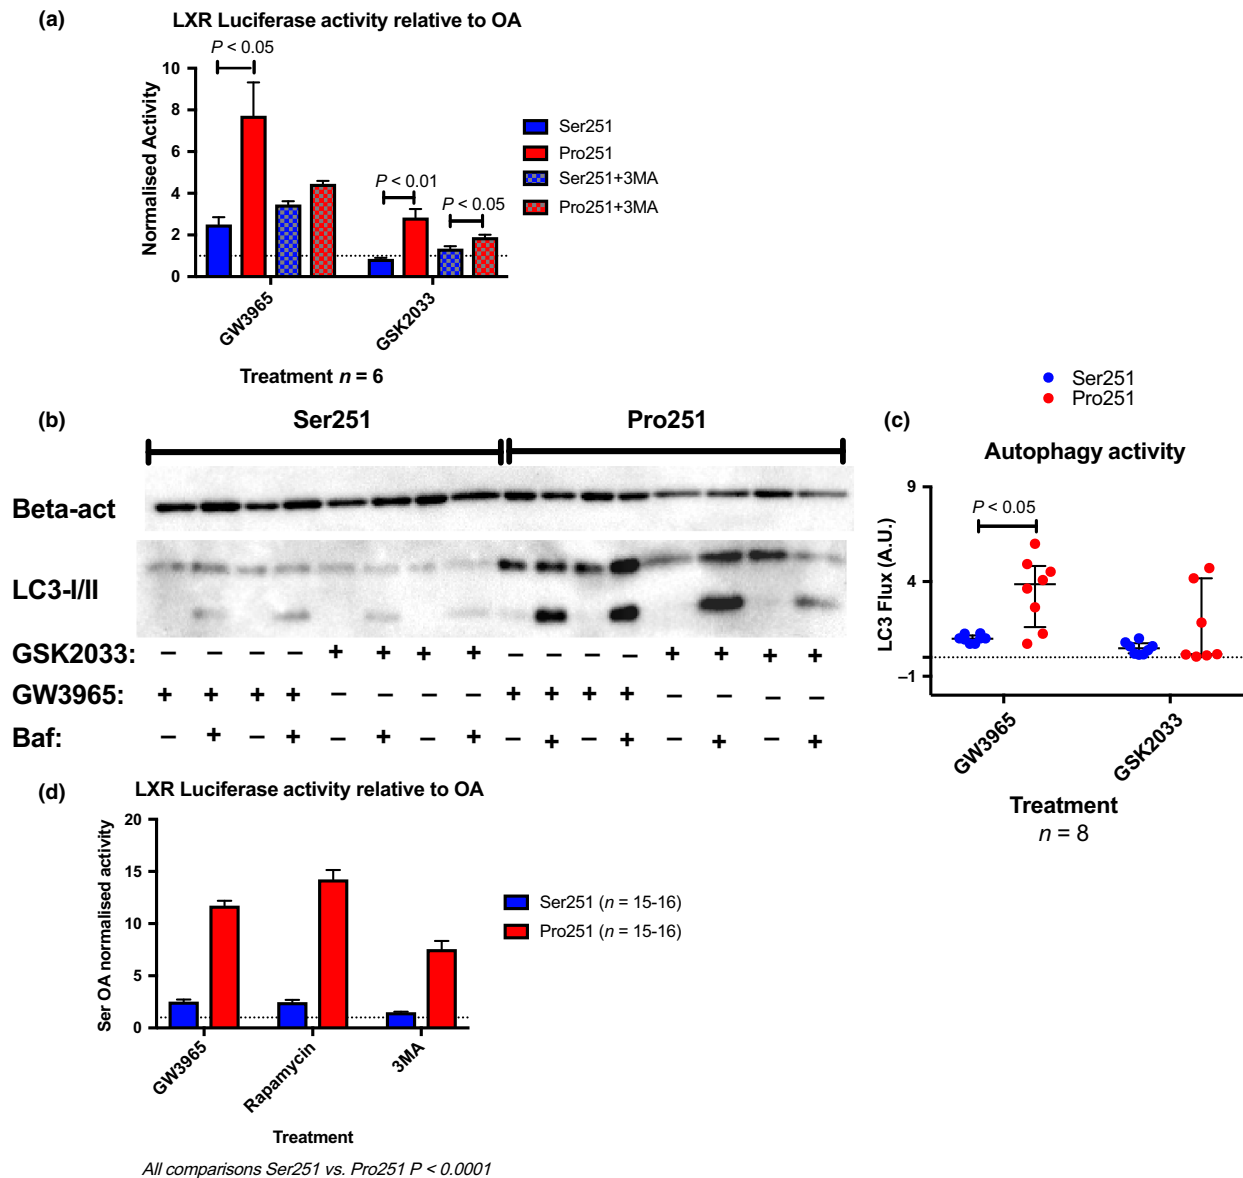 (a)
LXR Luciferase activity relative to OA
P < 0.05
Normalised Activity
10
8
6
4
2
0
P < 0.01
P < 0.05
GW3965
GSK2033
Treatment n = 6
Ser251
Pro251
Ser251+3MA
Pro251+3MA
(b)
Ser251 Pro251
Beta-act
LC3-I/II
GSK2033: – – – – + + + + – – – – + + + +
GW3965: + + + + – – – – + + + + – – – –
Baf: – + – + – + – + – + – + – + – +
Ser251
Pro251
(c)
Autophagy activity
LC3 Flux (A.U.)
9
4
–1
P < 0.05
GW3965
GSK2033
Treatment
n = 8
(d)
LXR Luciferase activity relative to OA
Ser OA normalised activity
20
15
10
5
0
GW3965
Rapamycin
3MA
Treatment
Ser251 (n = 15-16)
Pro251 (n = 15-16)
All comparisons Ser251 vs. Pro251 P < 0.0001